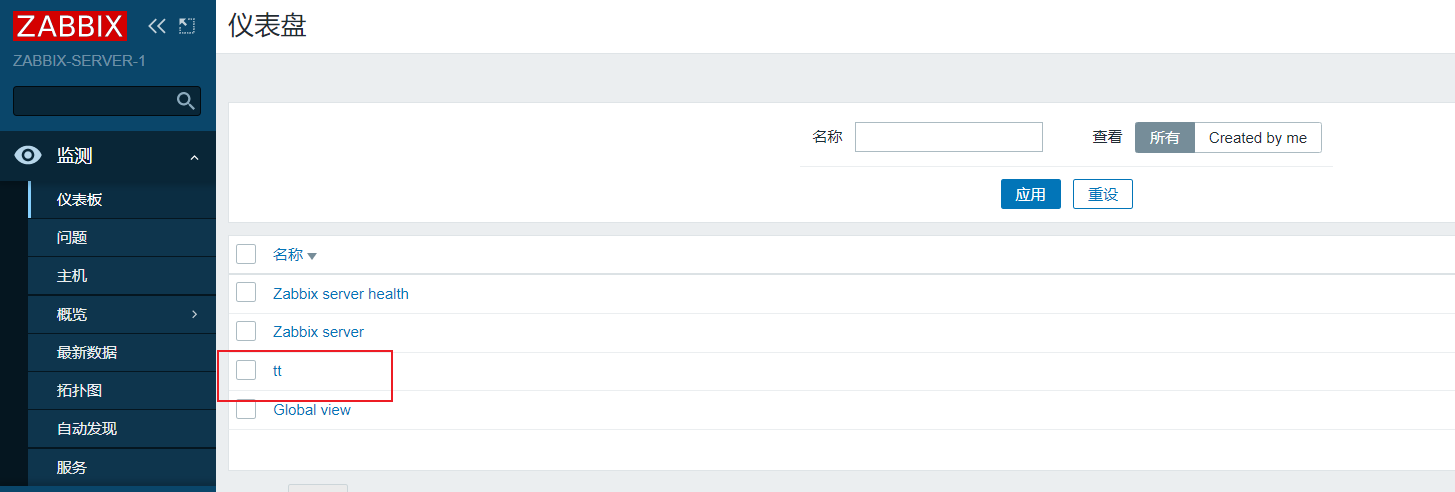 ZABBIX
ZABBIX-SERVER-1
监测
仪表板
问题
主机
概览
最新数据
拓扑图
自动发现
服务
仪表盘
名称 查看 所有 Created by me
应用 重设
名称
Zabbix server health
Zabbix server
tt
Global view